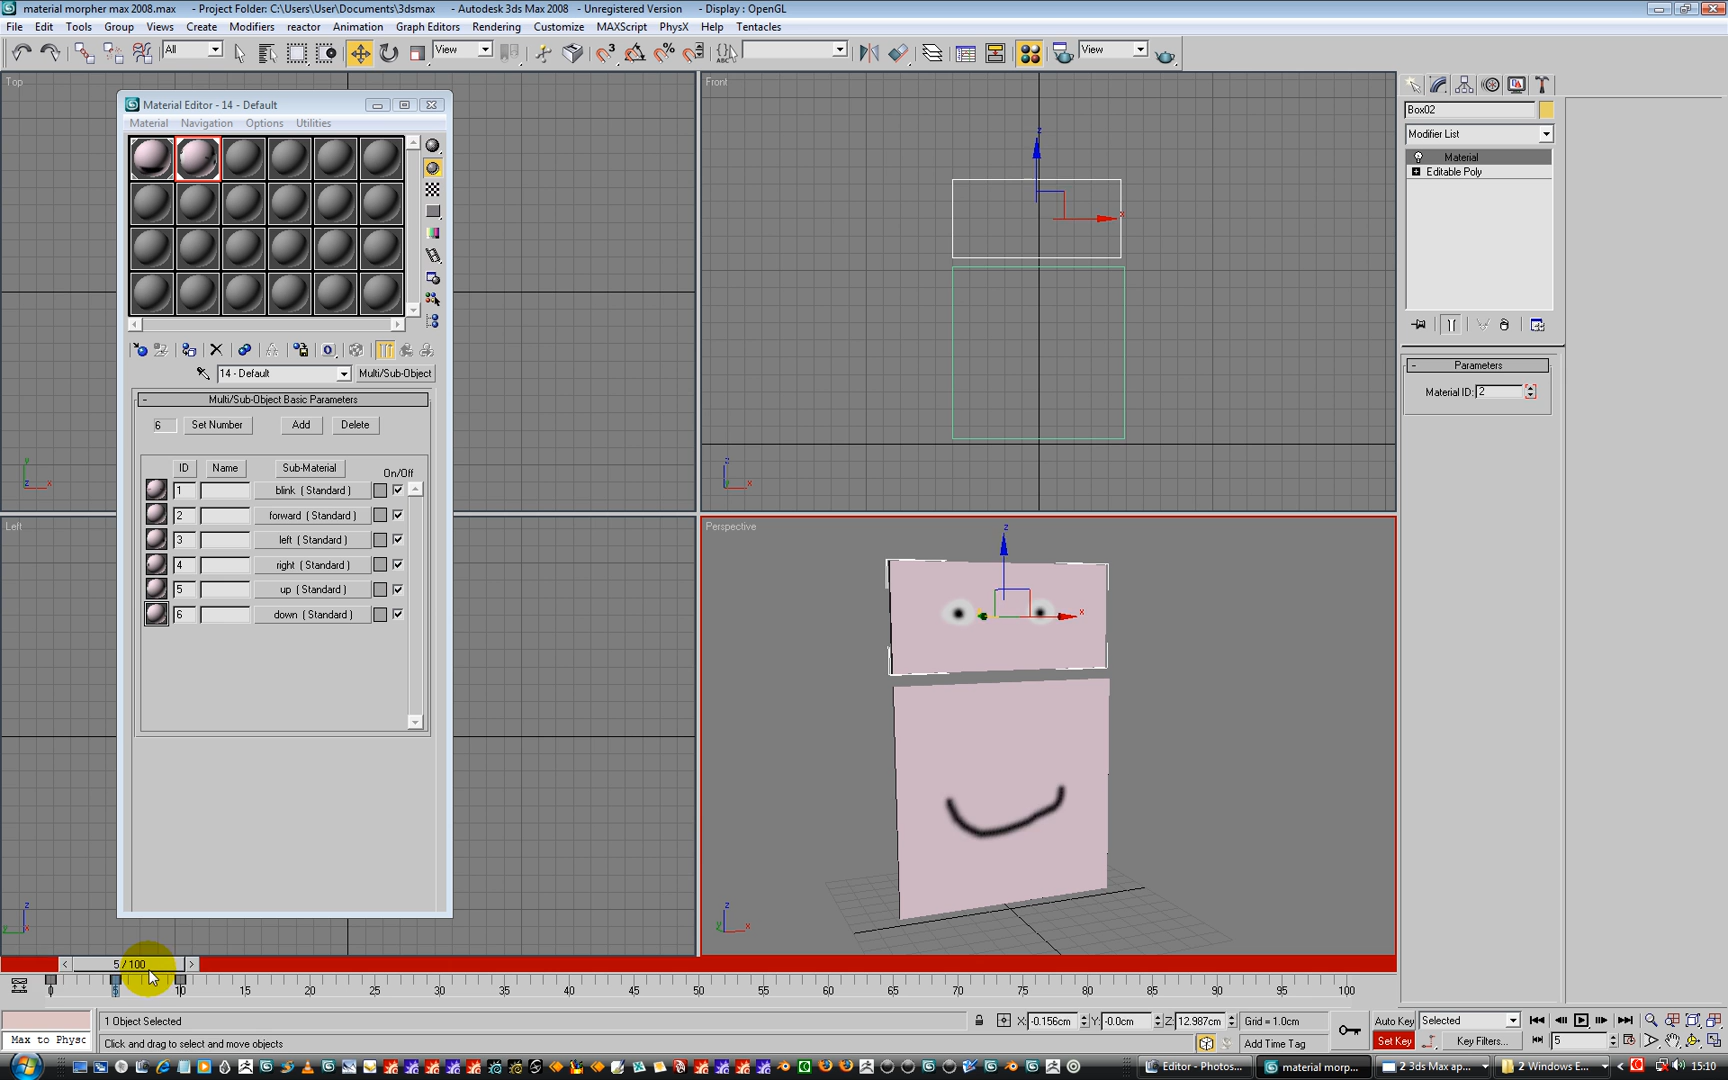 material morpher max 2008.max - Project Folder: C:\Users\User\Documents\3dsmax - Autodesk 3ds Max 2008 - Unregistered Version - Display : OpenGL
File Edit Tools Group Views Create Modifiers reactor Animation Graph Editors Rendering Customize MAXScript PhysX Help Tentacles
All View View
Top
Front
Left
Perspective
Material Editor - 14 - Default
Material Navigation Options Utilities
14 - Default Multi/Sub-Object
- Multi/Sub-Object Basic Parameters
6 Set Number Add Delete
ID Name Sub-Material On/Off
1 blink ( Standard )
2 forward ( Standard )
3 left ( Standard )
4 right ( Standard )
5 up ( Standard )
6 down ( Standard )
Box02
Modifier List
Material
Editable Poly
- Parameters
Material ID: 2
< 5 / 100 >
0 5 10 15 20 25 30 35 40 45 50 55 60 65 70 75 80 85 90 95 100
1 Object Selected X: -0.156cm Y: -0.0cm Z: 12.987cm Grid = 1.0cm Auto Key Selected
Max to Physc Click and drag to select and move objects Add Time Tag Set Key Key Filters... 5
Editor - Photos... material morp... 2 3ds Max ap... 2 Windows E... 15:10